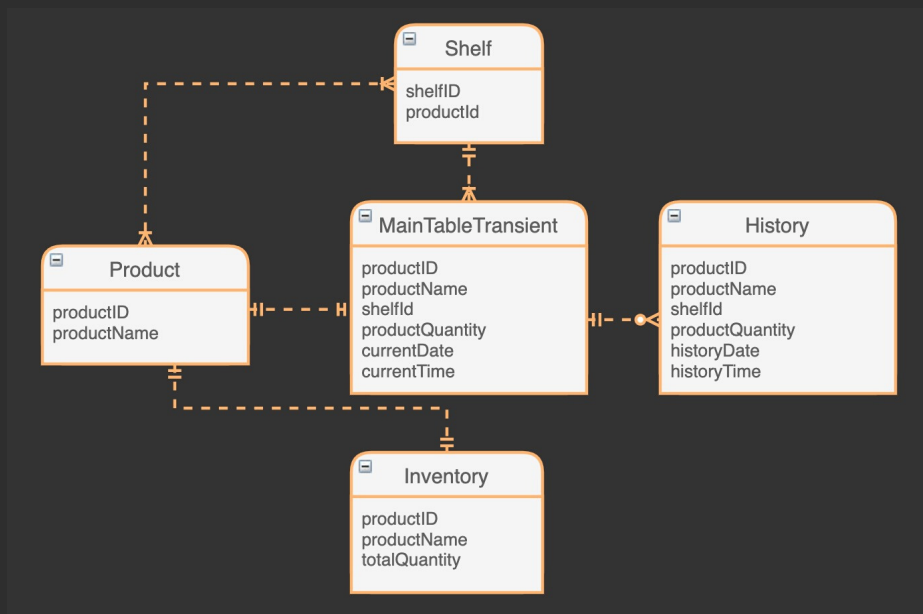 Shelf
shelfID
productId
MainTableTransient
productID
productName
shelfId
productQuantity
currentDate
currentTime
History
productID
productName
shelfId
productQuantity
historyDate
historyTime
Product
productID
productName
Inventory
productID
productName
totalQuantity